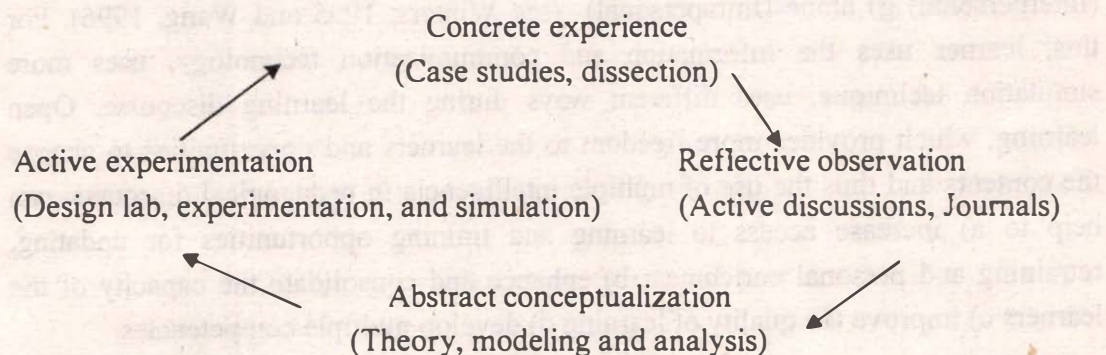 Concrete experience
(Case studies, dissection)
Active experimentation
(Design lab, experimentation, and simulation)
Reflective observation
(Active discussions, Journals)
Abstract conceptualization
(Theory, modeling and analysis)